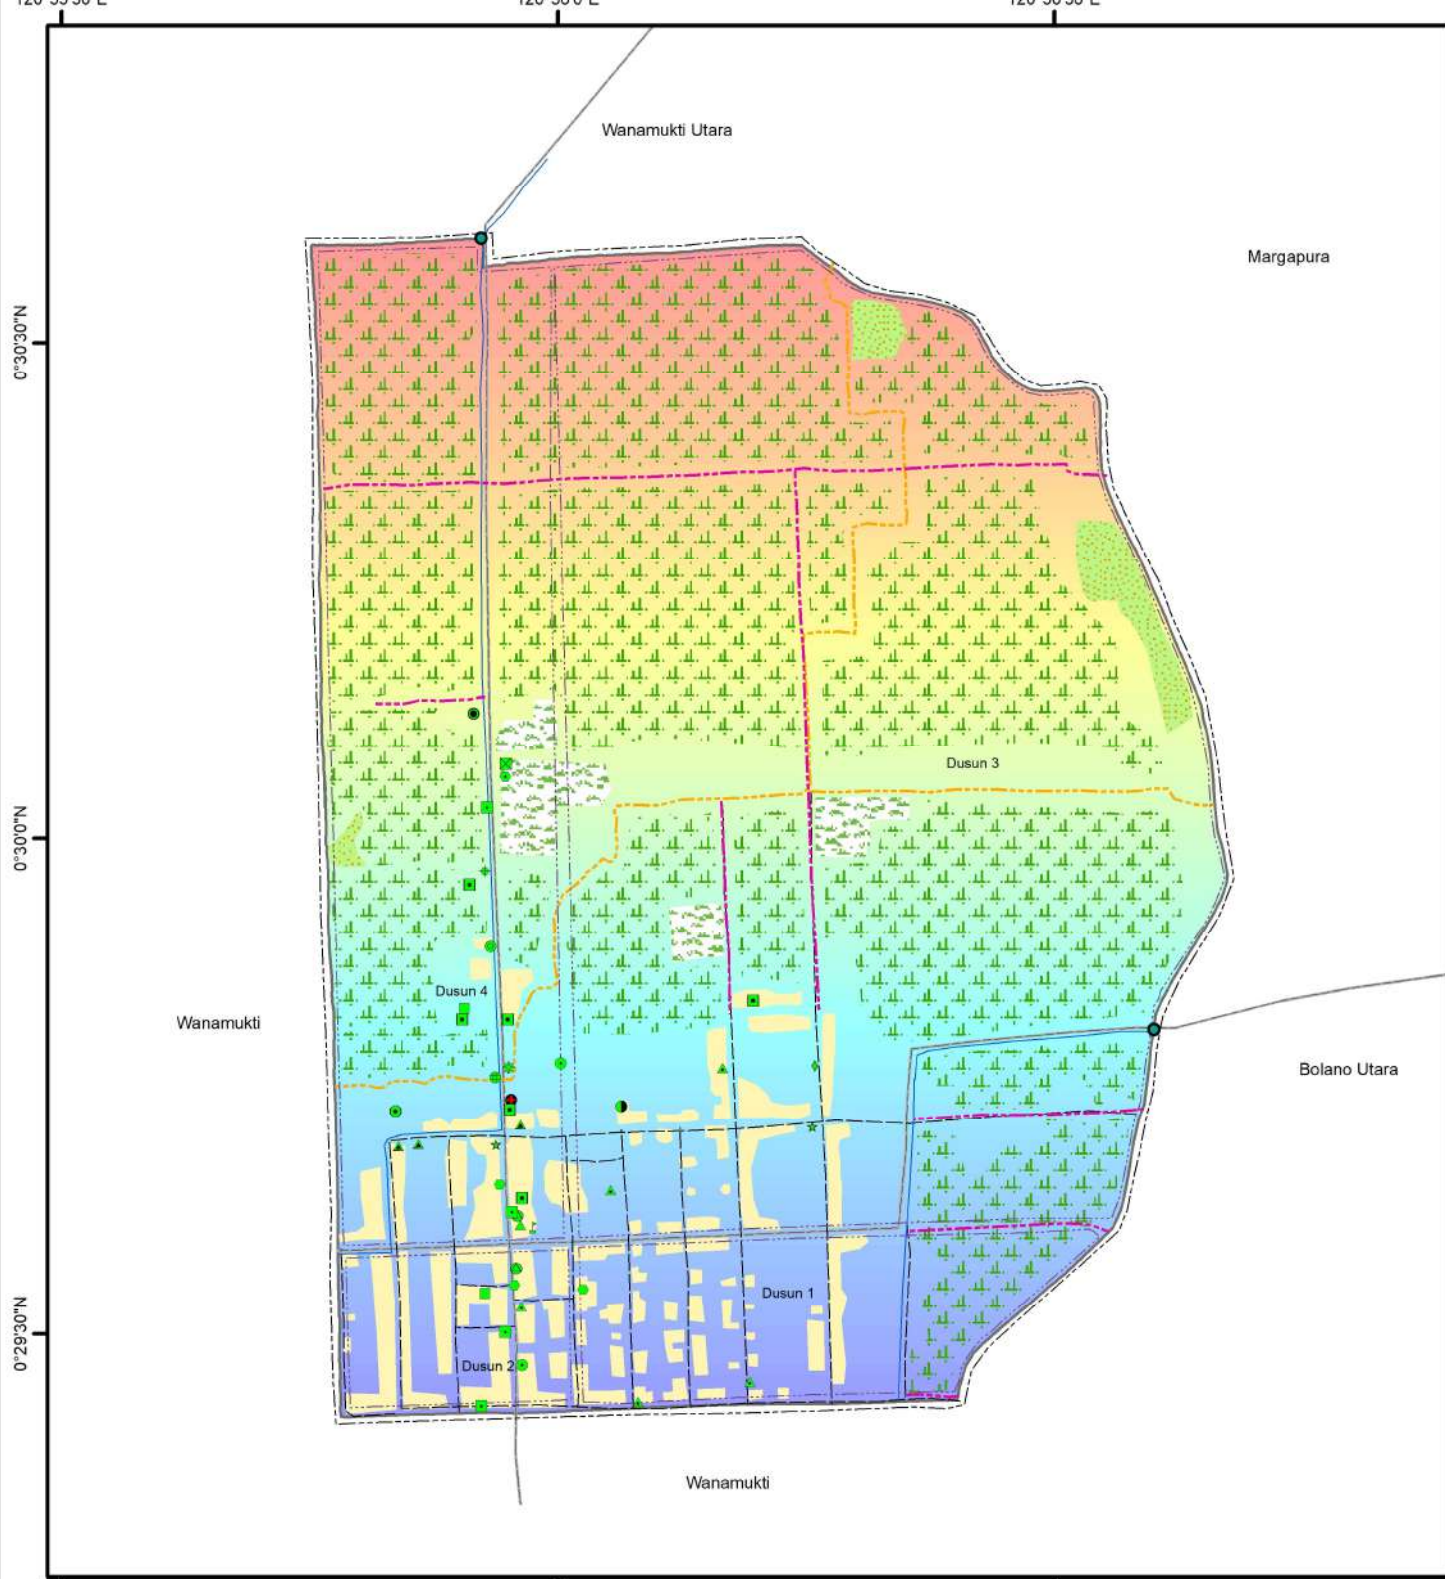 Wanamukti Utara
Margapura
0°30'30"N
Dusun 3
0°30'0"N
Dusun 4
Wanamukti
Bolano Utara
Dusun 1
0°29'30"N
Dusun 2
Wanamukti